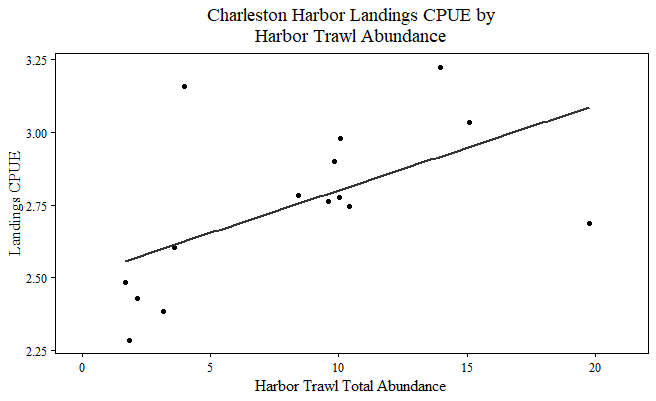 Charleston Harbor Landings CPUE by
Harbor Trawl Abundance
Landings CPUE
3.25
3.00
2.75
2.50
2.25
0 5 10 15 20
Harbor Trawl Total Abundance